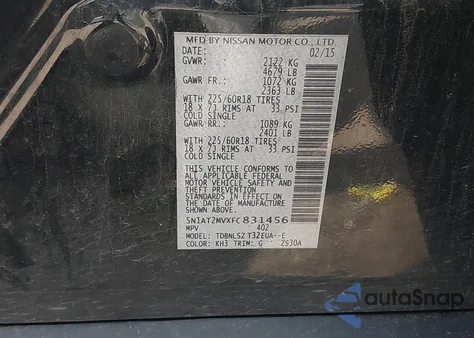 MFD BY NISSAN MOTOR CO., LTD.
DATE: 02/15
GVWR: 2122 KG
4679 LB
GAWR FR.: 1072 KG
2363 LB
WITH 225/60R18 TIRES
18 X 7J RIMS AT 33 PSI
COLD SINGLE
GAWR RR.: 1089 KG
2401 LB
WITH 225/60R18 TIRES
18 X 7J RIMS AT 33 PSI
COLD SINGLE
THIS VEHICLE CONFORMS TO
ALL APPLICABLE FEDERAL
MOTOR VEHICLE SAFETY AND
THEFT PREVENTION
STANDARDS IN EFFECT ON
THE DATE OF MANUFACTURE
SHOWN ABOVE.
5N1AT2MVXFC831456
MPV 402
MODEL: TDBNLS2 T32EUA--E
COLOR: KH3 TRIM: G 2530A
autoSnap